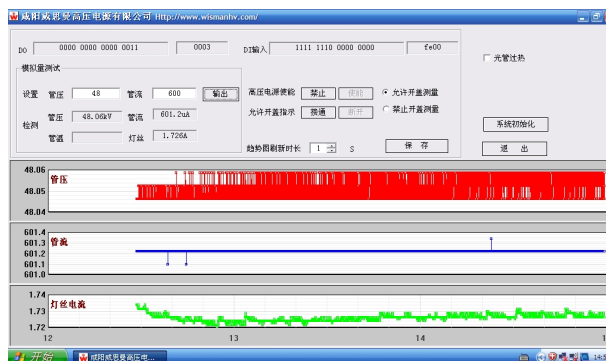 咸阳威思曼高压电源有限公司 Http://www.wismanhv.com/
DO 0000 0000 0000 0011 0003 DI输入 1111 1110 0000 0000 fe00
光管过热
模拟量测试
设置 管压 48 管流 600 输出 高压电源使能 禁止 使能 允许开盖测量
检测 管压 48.06kV 管流 601.2uA 允许开盖指示 接通 断开 禁止开盖测量
管温 灯丝 1.726A
系统初始化
趋势图刷新时长 1 S 保 存 退 出
48.06
管压
48.05
48.04
601.4
601.3 管流
601.2
601.1
601.0
1.74
灯丝电流
1.73
1.72
12 13 14
开始 咸阳威思曼高压电...